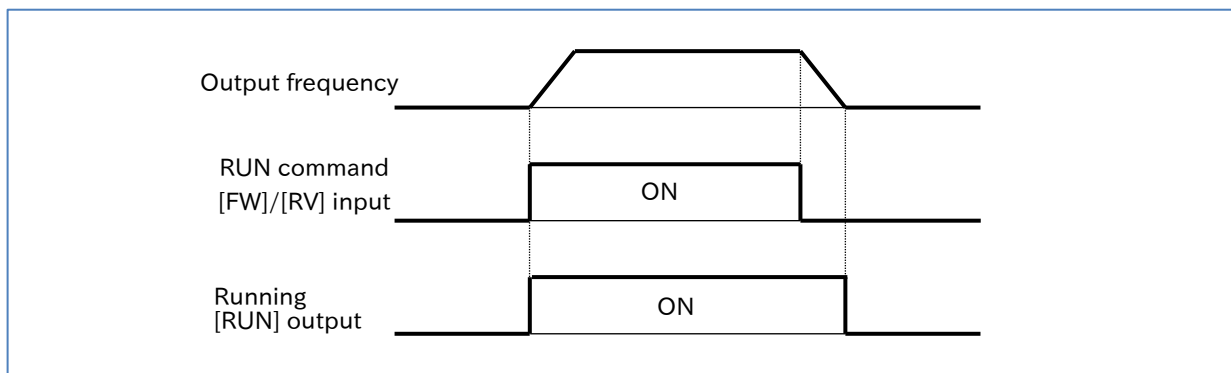 Output frequency
RUN command
[FW]/[RV] input
ON
Running
[RUN] output
ON